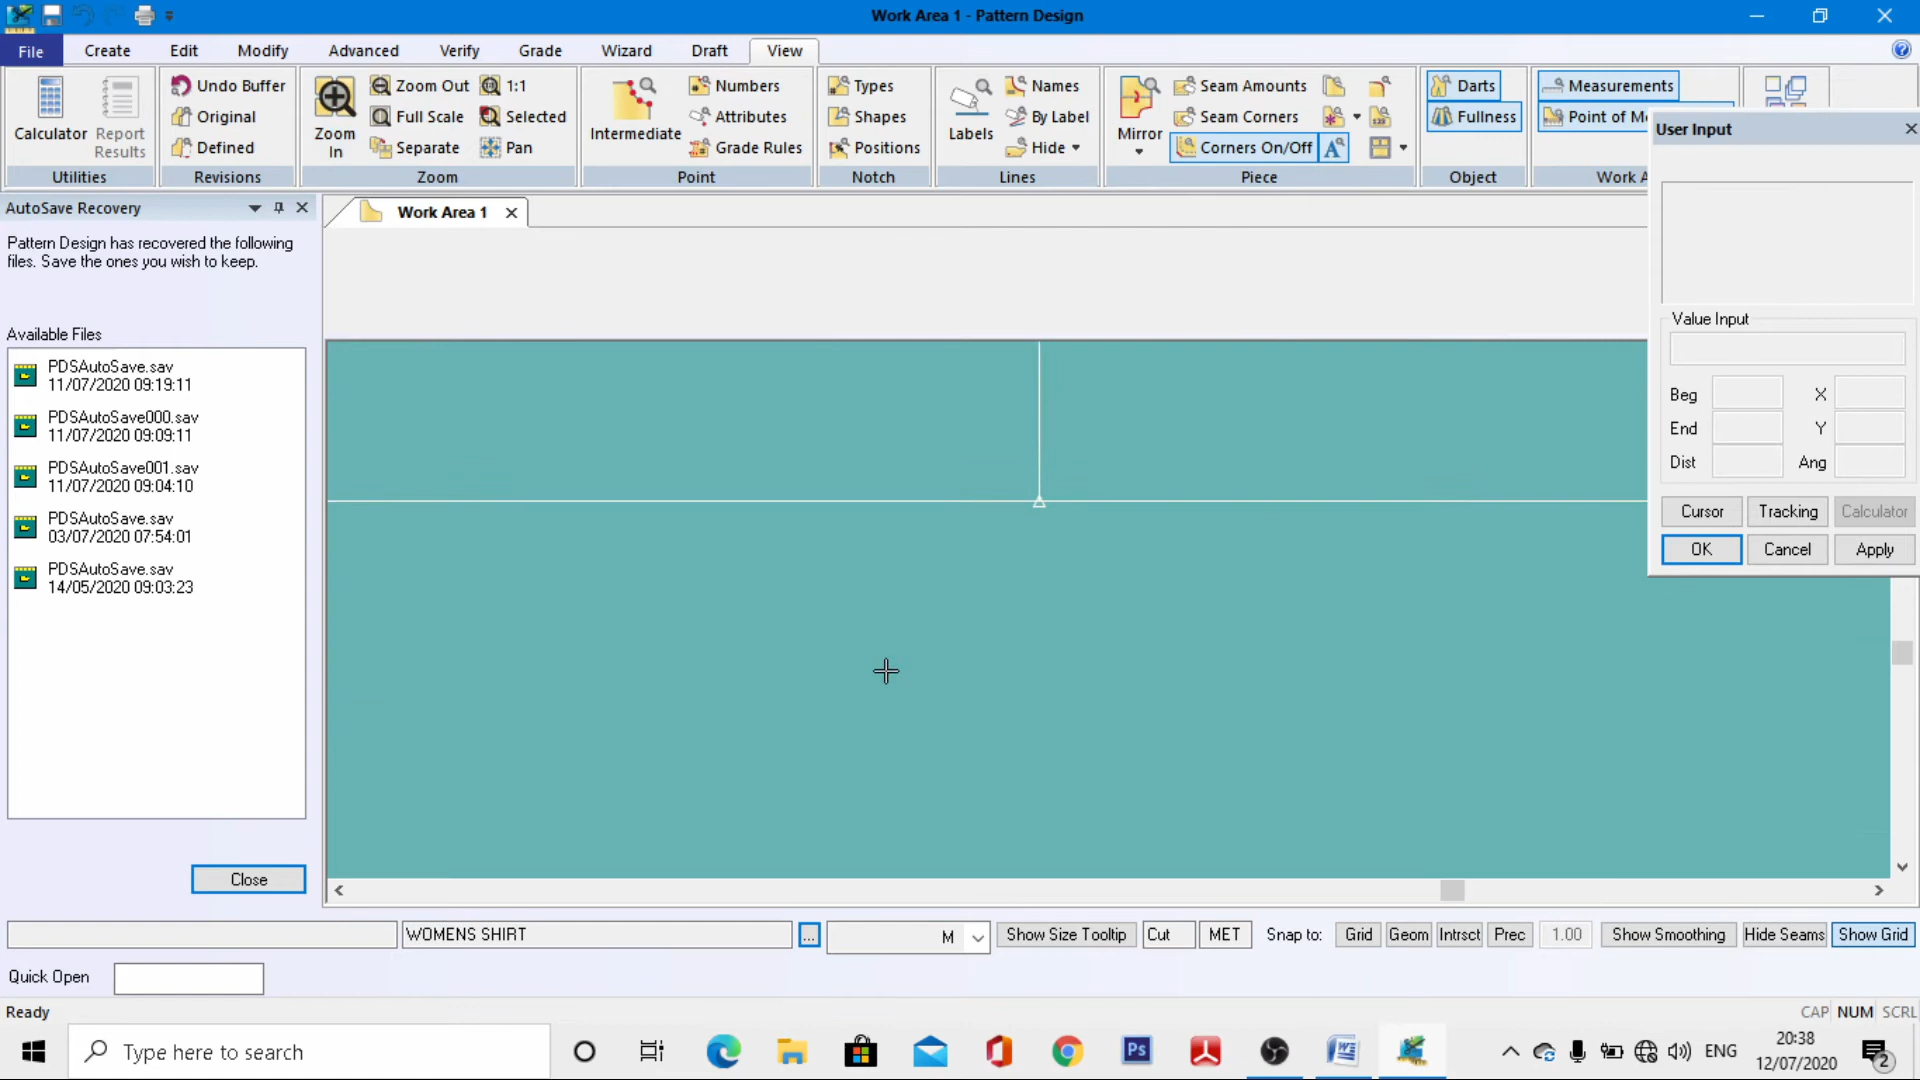 Work Area 1 - Pattern Design
File Create Edit Modify Advanced Verify Grade Wizard Draft View
Calculator
Report Results
Utilities
Undo Buffer
Original
Defined
Revisions
Zoom In
Zoom Out 1:1
Full Scale Selected
Separate Pan
Zoom
Intermediate
Numbers
Attributes
Grade Rules
Point
Types
Shapes
Positions
Notch
Labels
Names
By Label
Hide
Lines
Mirror
Seam Amounts
Seam Corners
Corners On/Off A
Piece
Darts
Fullness
Object
Measurements
Point of M
Work A
User Input
Value Input
Beg X
End Y
Dist Ang
Cursor Tracking Calculator
OK Cancel Apply
AutoSave Recovery
Pattern Design has recovered the following
files. Save the ones you wish to keep.
Available Files
PDSAutoSave.sav
11/07/2020 09:19:11
PDSAutoSave000.sav
11/07/2020 09:09:11
PDSAutoSave001.sav
11/07/2020 09:04:10
PDSAutoSave.sav
03/07/2020 07:54:01
PDSAutoSave.sav
14/05/2020 09:03:23
Close
Work Area 1
WOMENS SHIRT ... M Show Size Tooltip Cut MET Snap to: Grid Geom Intrsct Prec 1.00 Show Smoothing Hide Seams Show Grid
Quick Open
Ready CAP NUM SCRL
Type here to search Ps ENG 20:38
12/07/2020 2